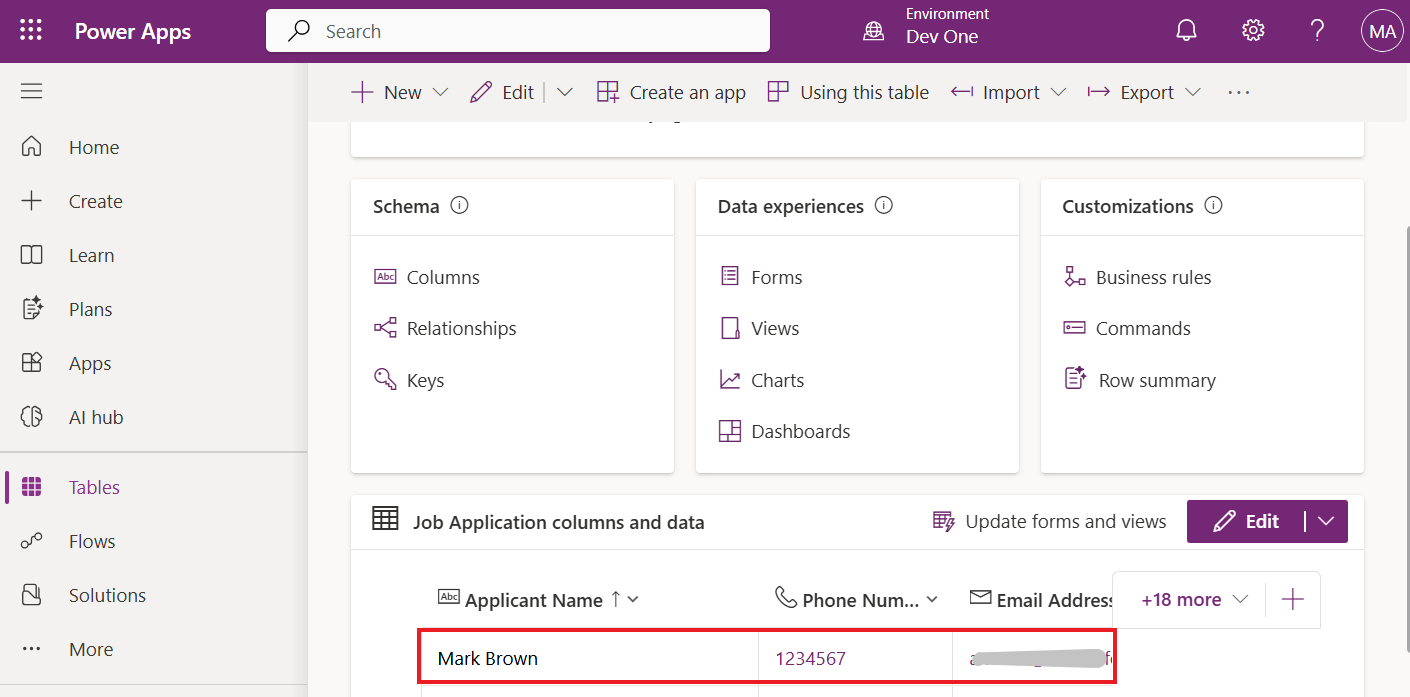 Power Apps
Search
Environment
Dev One
MA
New
Edit
Create an app
Using this table
Import
Export
Home
Create
Learn
Plans
Apps
AI hub
Tables
Flows
Solutions
More
Schema
Abc Columns
Relationships
Keys
Data experiences
Forms
Views
Charts
Dashboards
Customizations
Business rules
Commands
Row summary
Job Application columns and data
Update forms and views
Edit
Abc Applicant Name ↑
Phone Num...
Email Address
+18 more
Mark Brown
1234567